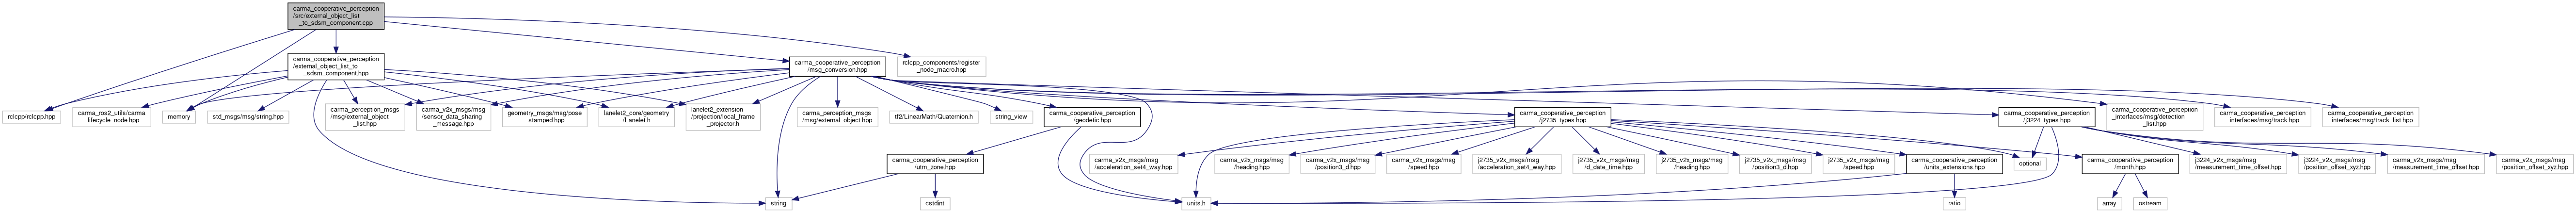 carma_cooperative_perception
/src/external_object_list
_to_sdsm_component.cpp
carma_cooperative_perception
/external_object_list_to
_sdsm_component.hpp
carma_cooperative_perception
/msg_conversion.hpp
rclcpp_components/register
_node_macro.hpp
rclcpp/rclcpp.hpp
carma_ros2_utils/carma
_lifecycle_node.hpp
memory
std_msgs/msg/string.hpp
carma_perception_msgs
/msg/external_object
_list.hpp
carma_v2x_msgs/msg
/sensor_data_sharing
_message.hpp
geometry_msgs/msg/pose
_stamped.hpp
lanelet2_core/geometry
/Lanelet.h
lanelet2_extension
/projection/local_frame
_projector.h
carma_perception_msgs
/msg/external_object.hpp
tf2/LinearMath/Quaternion.h
string_view
carma_cooperative_perception
/geodetic.hpp
carma_cooperative_perception
/j2735_types.hpp
carma_cooperative_perception
/j3224_types.hpp
carma_cooperative_perception
_interfaces/msg/detection
_list.hpp
carma_cooperative_perception
_interfaces/msg/track.hpp
carma_cooperative_perception
_interfaces/msg/track_list.hpp
carma_cooperative_perception
/utm_zone.hpp
carma_v2x_msgs/msg
/acceleration_set4_way.hpp
carma_v2x_msgs/msg
/heading.hpp
carma_v2x_msgs/msg
/position3_d.hpp
carma_v2x_msgs/msg
/speed.hpp
j2735_v2x_msgs/msg
/acceleration_set4_way.hpp
j2735_v2x_msgs/msg
/d_date_time.hpp
j2735_v2x_msgs/msg
/heading.hpp
j2735_v2x_msgs/msg
/position3_d.hpp
j2735_v2x_msgs/msg
/speed.hpp
carma_cooperative_perception
/units_extensions.hpp
optional
carma_cooperative_perception
/month.hpp
j3224_v2x_msgs/msg
/measurement_time_offset.hpp
j3224_v2x_msgs/msg
/position_offset_xyz.hpp
carma_v2x_msgs/msg
/measurement_time_offset.hpp
carma_v2x_msgs/msg
/position_offset_xyz.hpp
string
cstdint
units.h
ratio
array
ostream